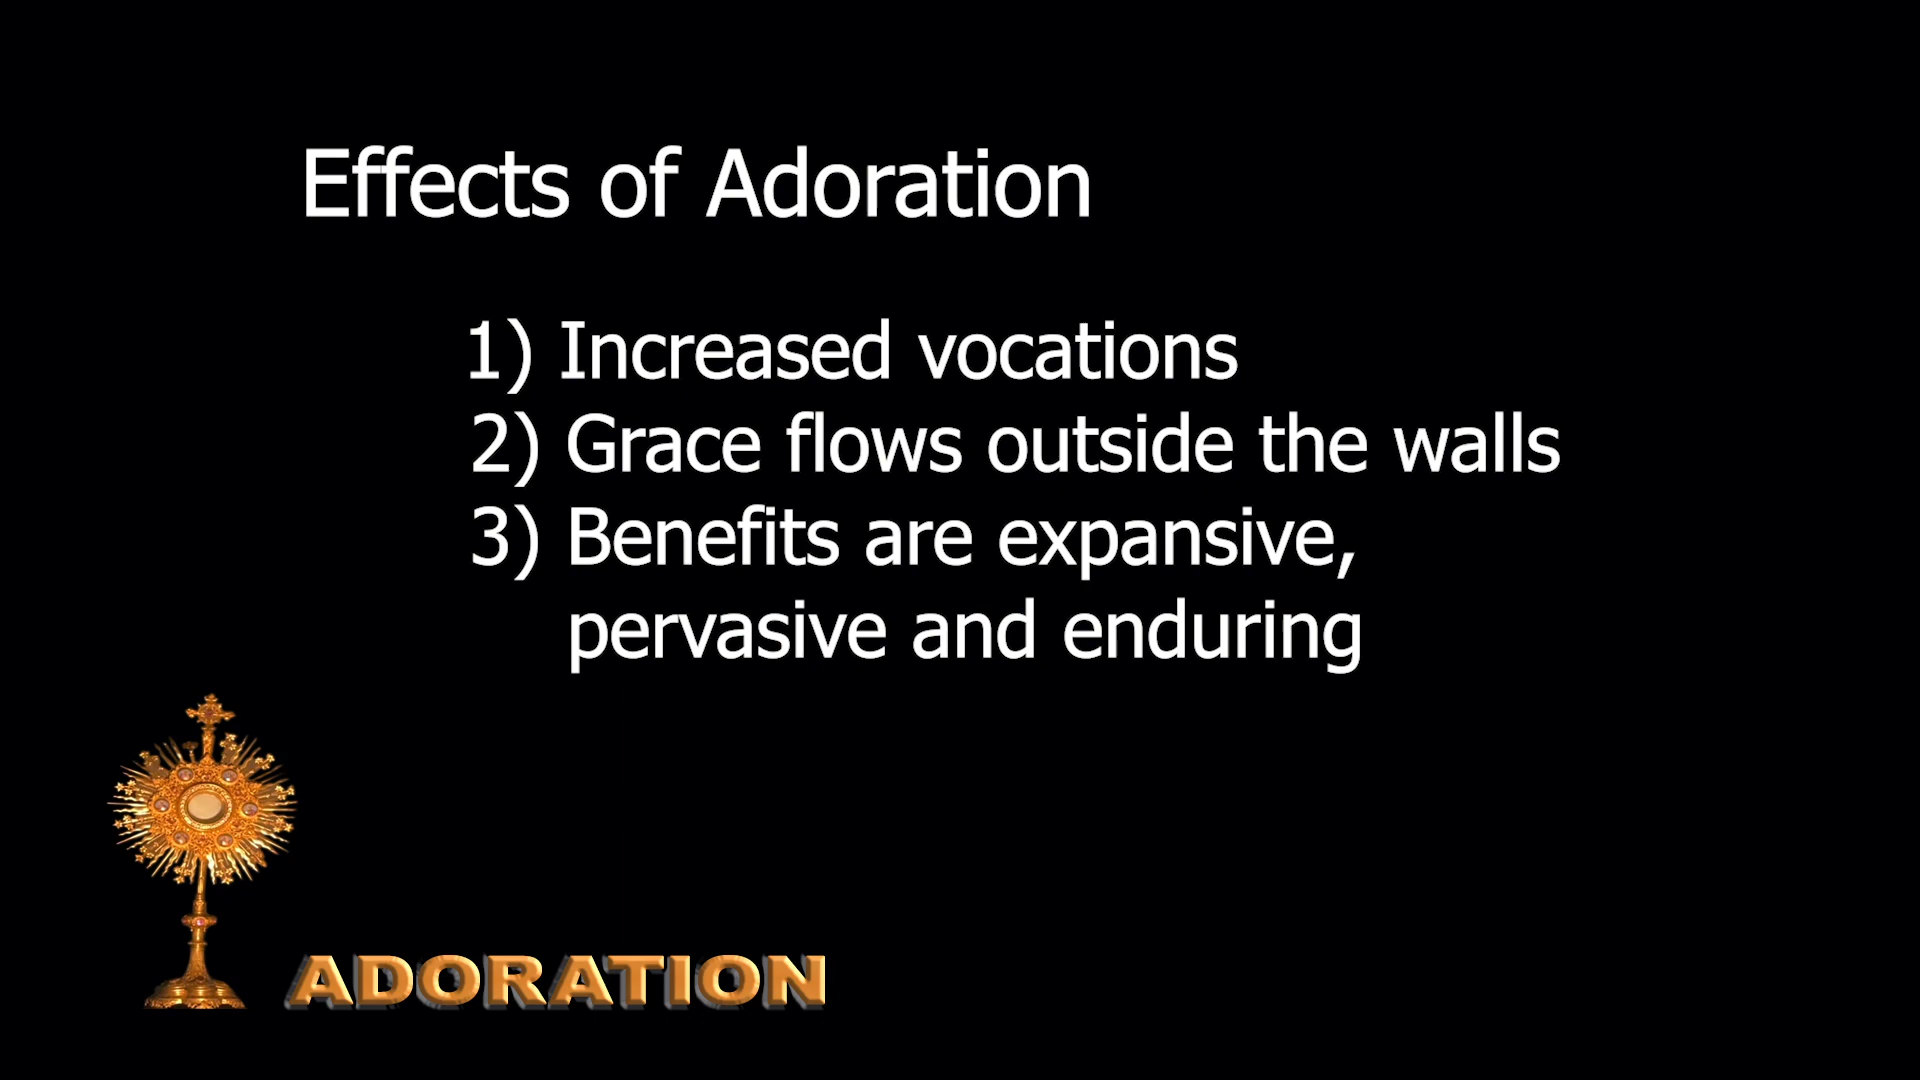 Effects of Adoration
1) Increased vocations
2) Grace flows outside the walls
3) Benefits are expansive,
pervasive and enduring
ADORATION